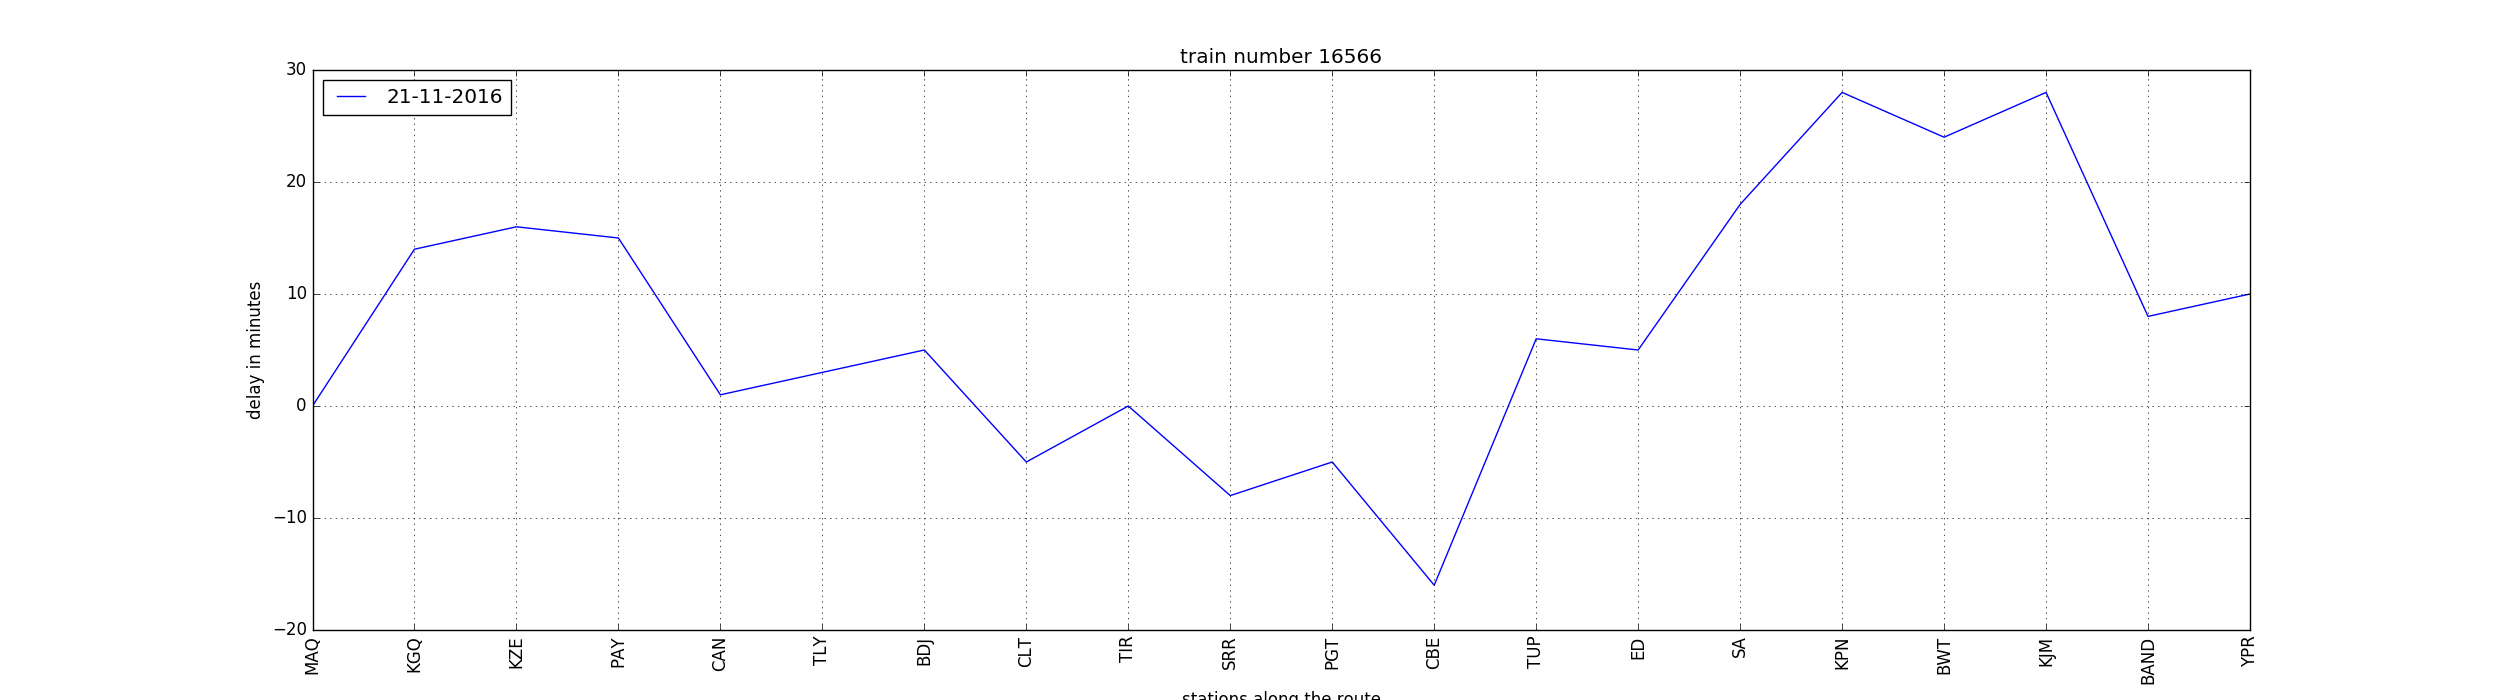 train number 16566
21-11-2016
30
20
10
0
−10
−20
delay in minutes
MAQ
KGQ
KZE
PAY
CAN
TLY
BDJ
CLT
TIR
SRR
PGT
CBE
TUP
ED
SA
KPN
BWT
KJM
BAND
YPR
stations along the route